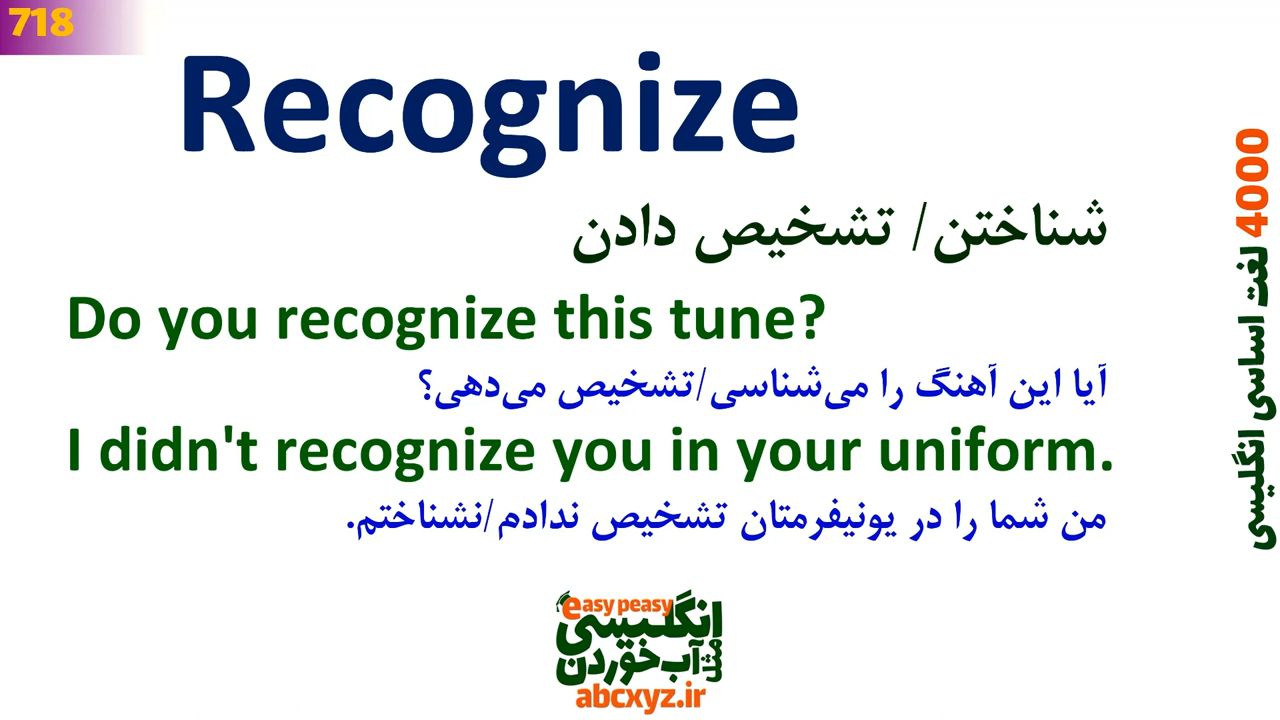 718
Recognize
شناختن/ تشخیص دادن
Do you recognize this tune?
آیا این آهنگ را می‌شناسی/تشخیص می‌دهی؟
I didn't recognize you in your uniform.
من شما را در یونیفرمتان تشخیص ندادم/نشناختم.
4000 لغت اساسی انگلیسی
easy peasy
انگلیسی
مثل آب خوردن
abcxyz.ir